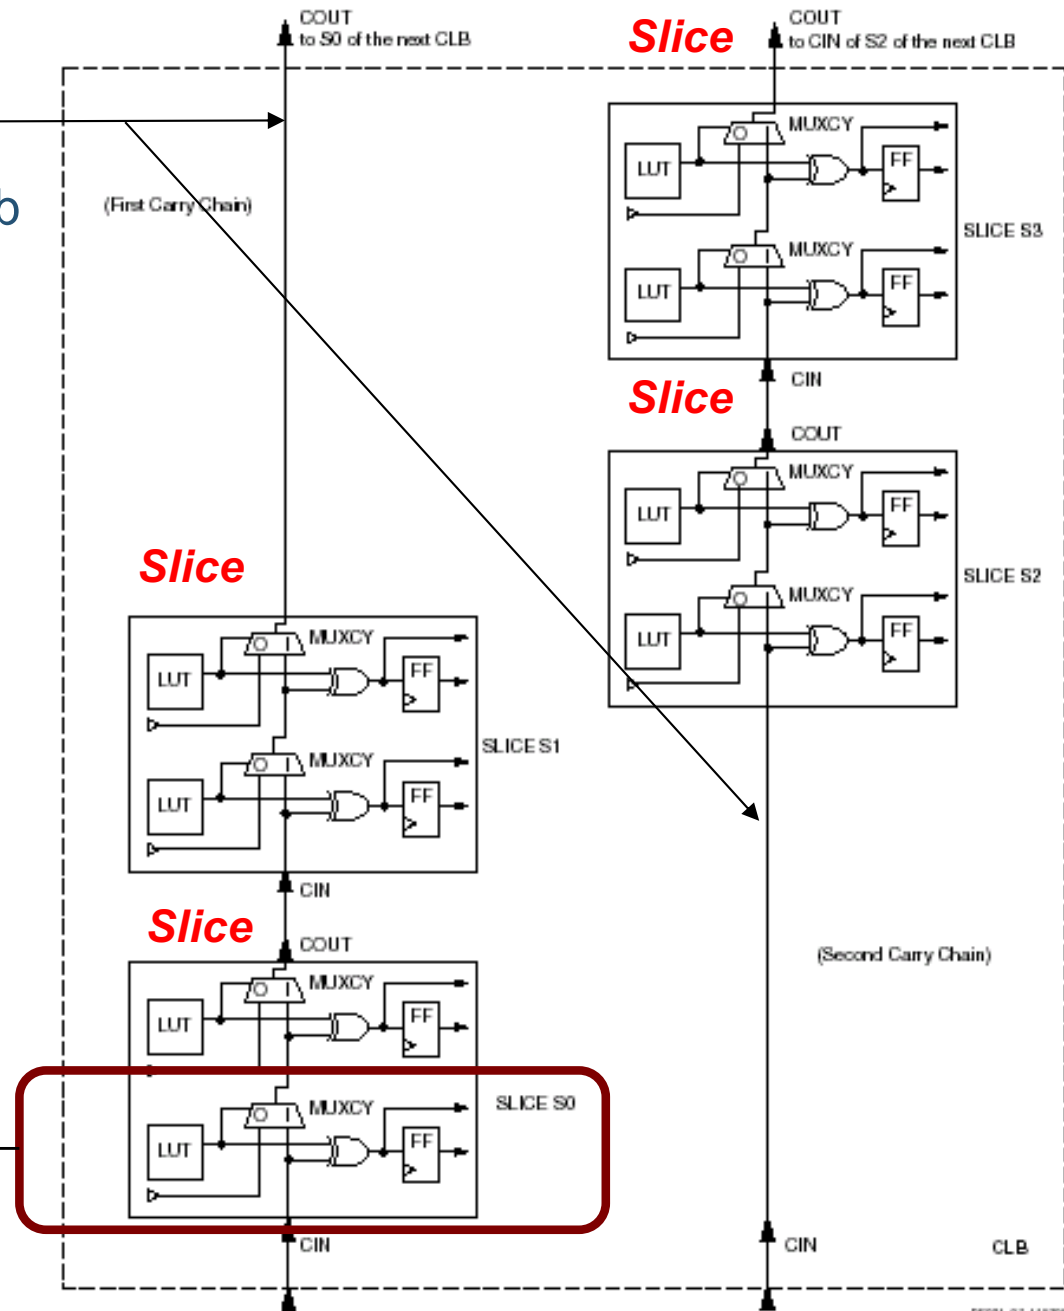 COUT
to S0 of the next CLB
Slice
COUT
to CIN of S2 of the next CLB
(First Carry Chain)
MUXCY
LUT
FF
SLICE S3
MUXCY
LUT
FF
CIN
Slice
COUT
MUXCY
LUT
FF
SLICE S2
MUXCY
LUT
FF
Slice
MUXCY
LUT
FF
SLICE S1
MUXCY
LUT
FF
CIN
Slice
COUT
(Second Carry Chain)
MUXCY
LUT
FF
SLICE S0
MUXCY
LUT
FF
CIN
CIN
CLB